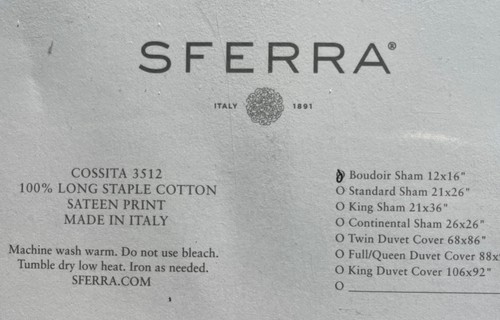 SFERRA®
ITALY 1891
COSSITA 3512
100% LONG STAPLE COTTON
SATEEN PRINT
MADE IN ITALY
Machine wash warm. Do not use bleach.
Tumble dry low heat. Iron as needed.
SFERRA.COM
O Boudoir Sham 12x16"
O Standard Sham 21x26"
O King Sham 21x36"
O Continental Sham 26x26"
O Twin Duvet Cover 68x86"
O Full/Queen Duvet Cover 88x
O King Duvet Cover 106x92"
O